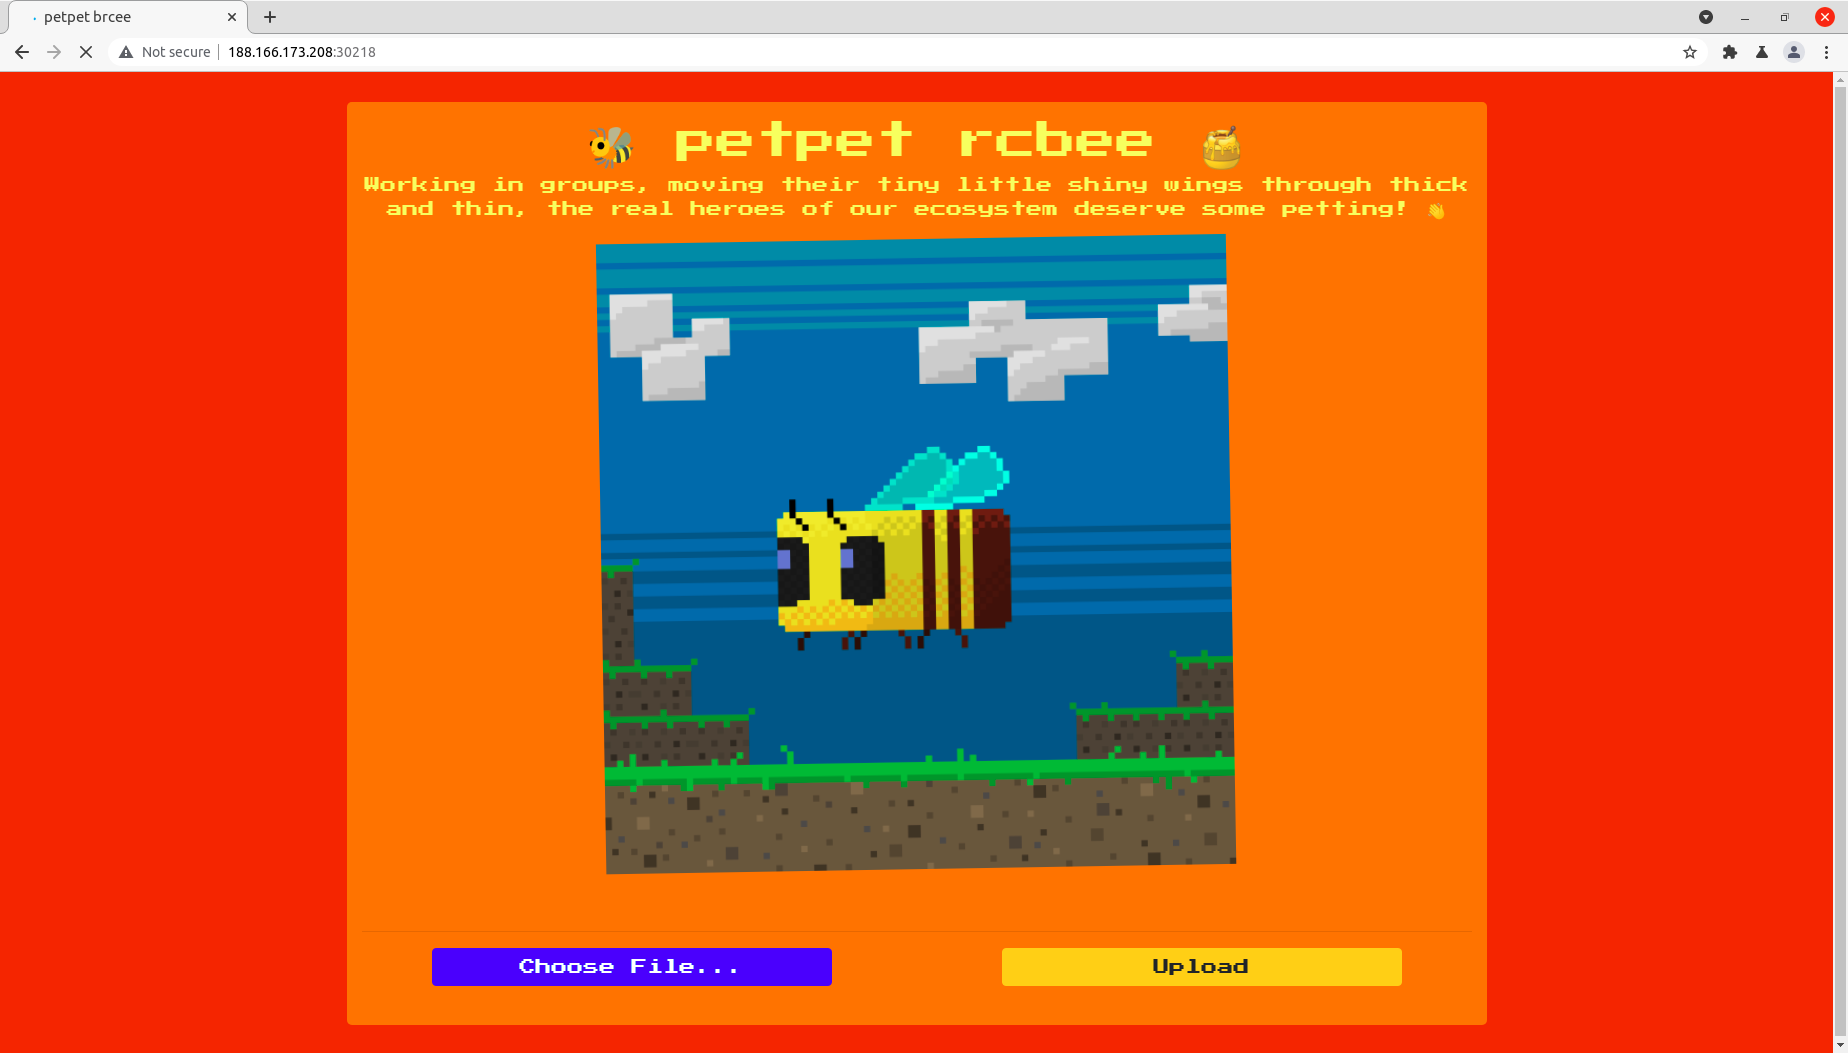 petpet brcee
Not secure 188.166.173.208:30218
petpet rcbee
Working in groups, moving their tiny little shiny wings through thick
and thin, the real heroes of our ecosystem deserve some petting!
Choose File...
Upload